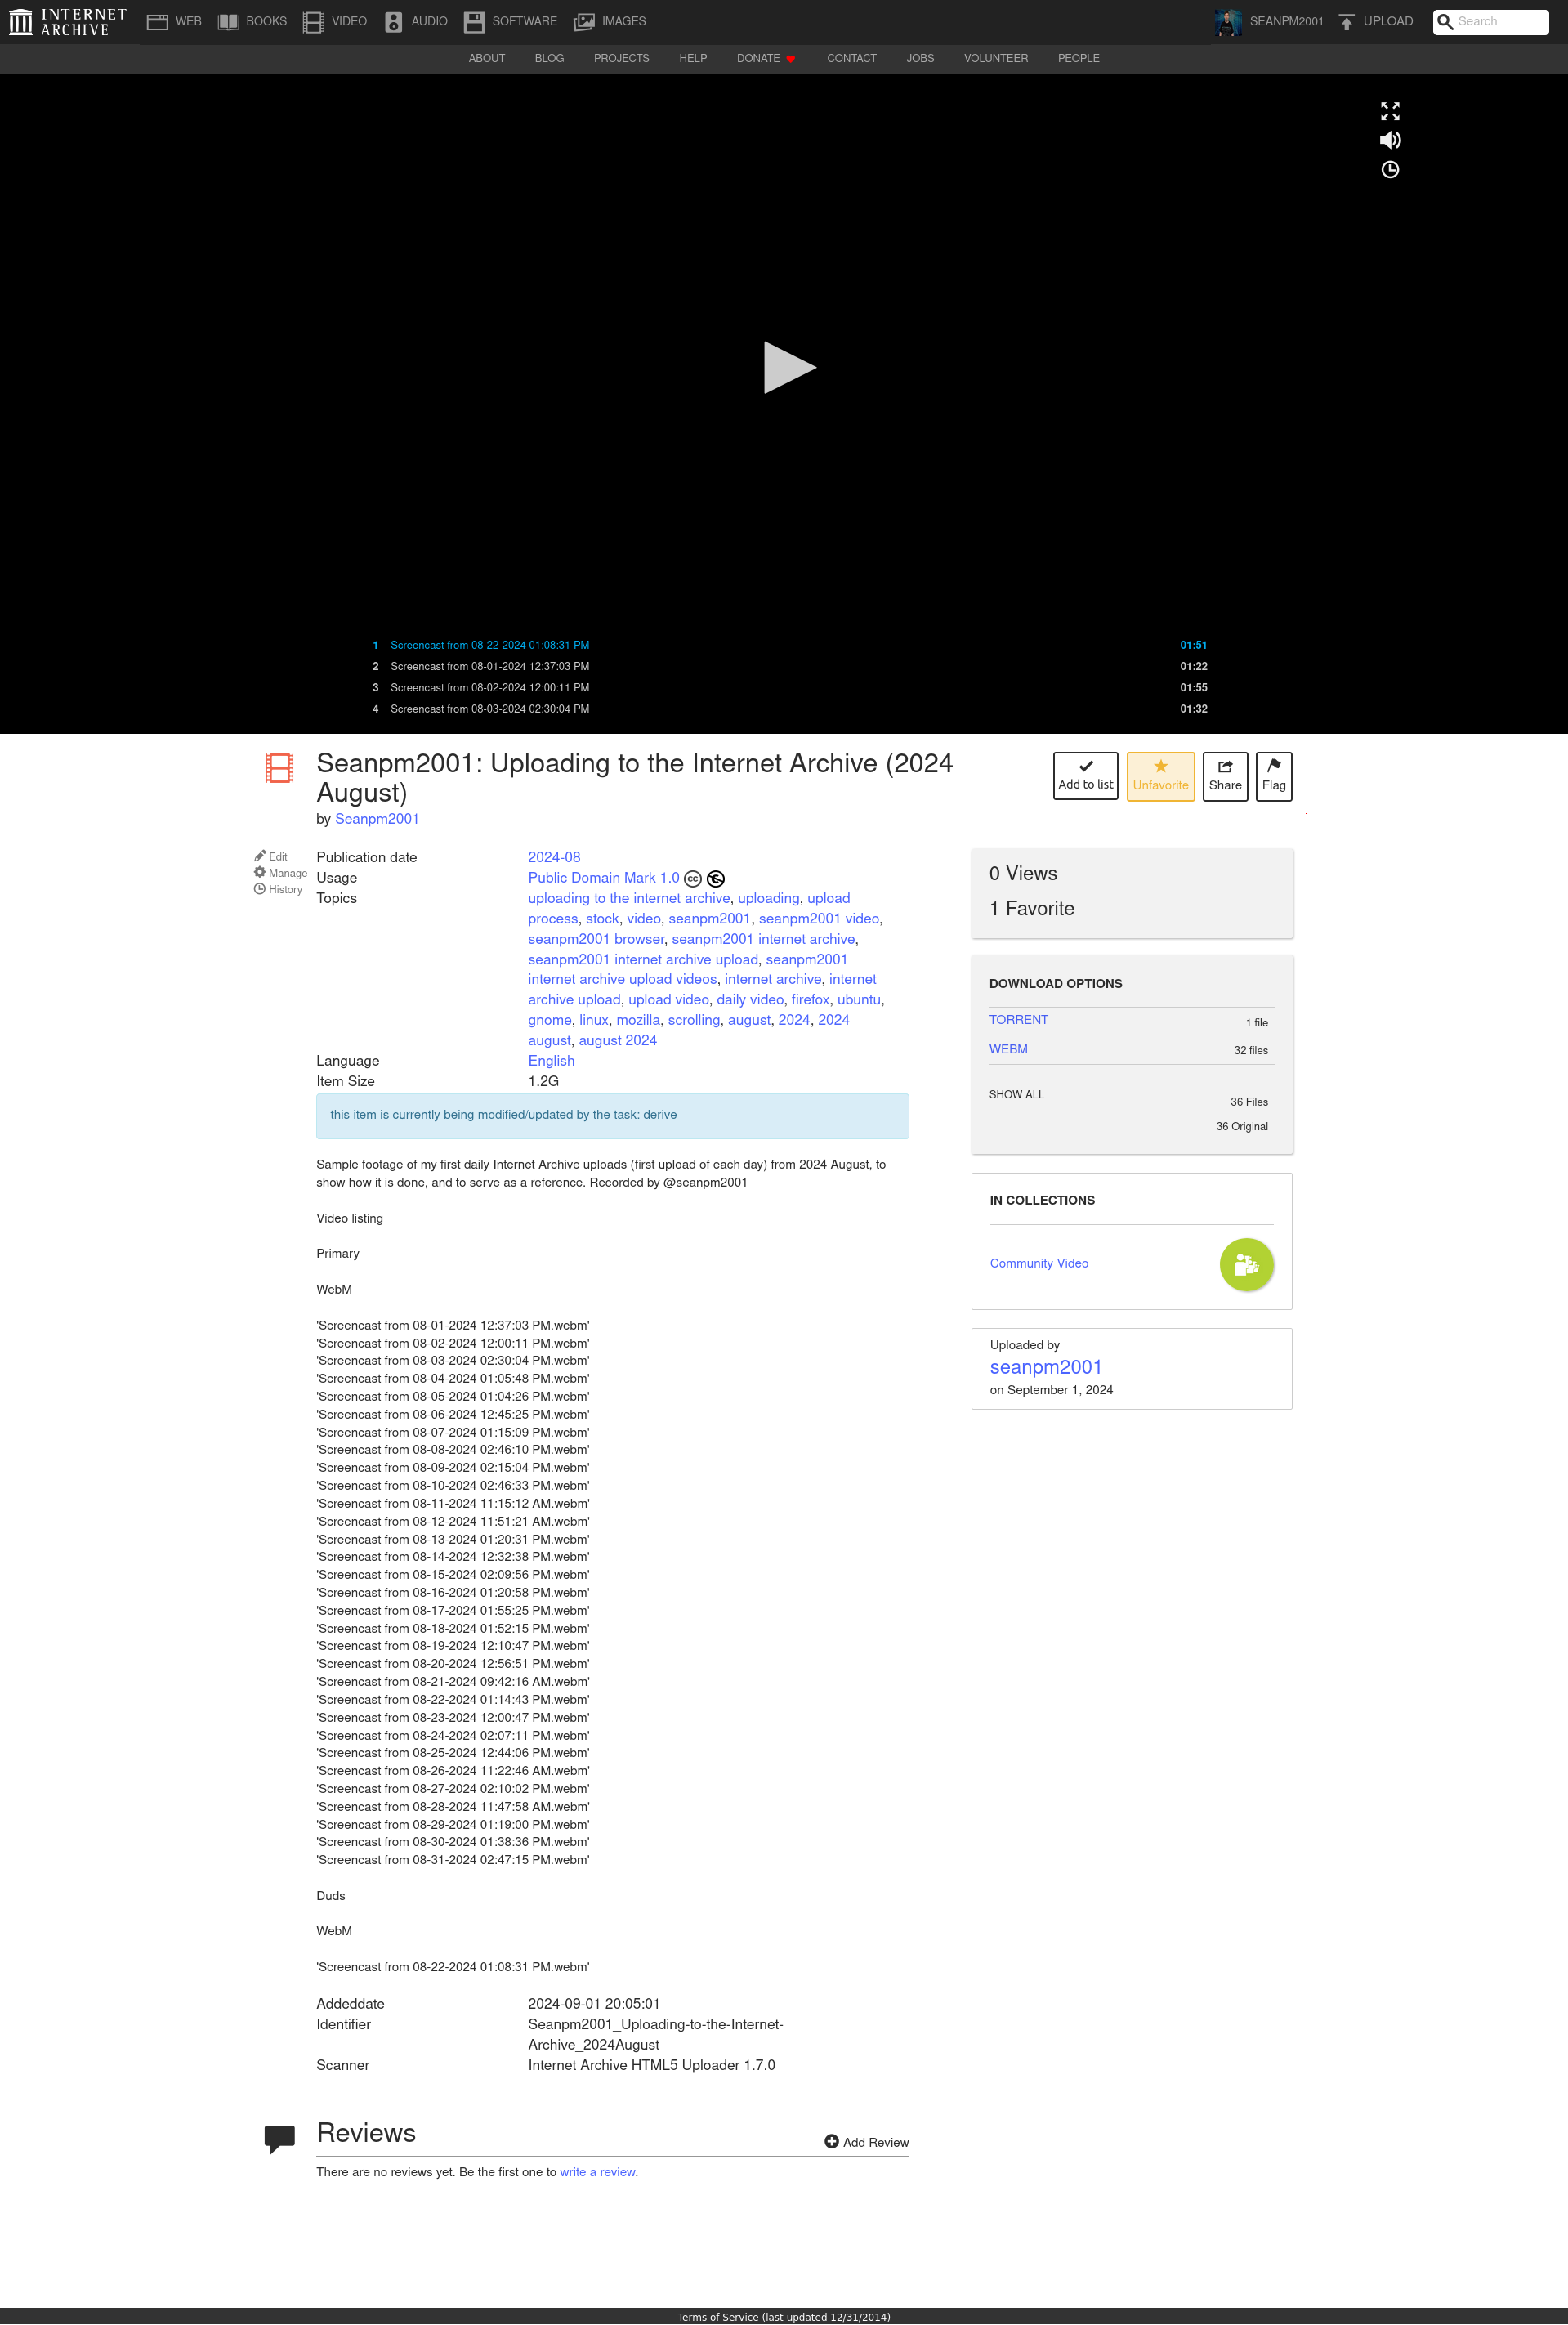 INTERNET ARCHIVE WEB BOOKS VIDEO AUDIO SOFTWARE IMAGES SEANPM2001 UPLOAD Search
ABOUT BLOG PROJECTS HELP DONATE CONTACT JOBS VOLUNTEER PEOPLE
1 Screencast from 08-22-2024 01:08:31 PM 01:51
2 Screencast from 08-01-2024 12:37:03 PM 01:22
3 Screencast from 08-02-2024 12:00:11 PM 01:55
4 Screencast from 08-03-2024 02:30:04 PM 01:32
Seanpm2001: Uploading to the Internet Archive (2024
August)
by Seanpm2001
Add to list Unfavorite Share Flag
Edit
Manage
History
Publication date 2024-08
Usage Public Domain Mark 1.0 cc
Topics uploading to the internet archive, uploading, upload
process, stock, video, seanpm2001, seanpm2001 video,
seanpm2001 browser, seanpm2001 internet archive,
seanpm2001 internet archive upload, seanpm2001
internet archive upload videos, internet archive, internet
archive upload, upload video, daily video, firefox, ubuntu,
gnome, linux, mozilla, scrolling, august, 2024, 2024
august, august 2024
Language English
Item Size 1.2G
this item is currently being modified/updated by the task: derive
Sample footage of my first daily Internet Archive uploads (first upload of each day) from 2024 August, to
show how it is done, and to serve as a reference. Recorded by @seanpm2001
Video listing
Primary
WebM
'Screencast from 08-01-2024 12:37:03 PM.webm'
'Screencast from 08-02-2024 12:00:11 PM.webm'
'Screencast from 08-03-2024 02:30:04 PM.webm'
'Screencast from 08-04-2024 01:05:48 PM.webm'
'Screencast from 08-05-2024 01:04:26 PM.webm'
'Screencast from 08-06-2024 12:45:25 PM.webm'
'Screencast from 08-07-2024 01:15:09 PM.webm'
'Screencast from 08-08-2024 02:46:10 PM.webm'
'Screencast from 08-09-2024 02:15:04 PM.webm'
'Screencast from 08-10-2024 02:46:33 PM.webm'
'Screencast from 08-11-2024 11:15:12 AM.webm'
'Screencast from 08-12-2024 11:51:21 AM.webm'
'Screencast from 08-13-2024 01:20:31 PM.webm'
'Screencast from 08-14-2024 12:32:38 PM.webm'
'Screencast from 08-15-2024 02:09:56 PM.webm'
'Screencast from 08-16-2024 01:20:58 PM.webm'
'Screencast from 08-17-2024 01:55:25 PM.webm'
'Screencast from 08-18-2024 01:52:15 PM.webm'
'Screencast from 08-19-2024 12:10:47 PM.webm'
'Screencast from 08-20-2024 12:56:51 PM.webm'
'Screencast from 08-21-2024 09:42:16 AM.webm'
'Screencast from 08-22-2024 01:14:43 PM.webm'
'Screencast from 08-23-2024 12:00:47 PM.webm'
'Screencast from 08-24-2024 02:07:11 PM.webm'
'Screencast from 08-25-2024 12:44:06 PM.webm'
'Screencast from 08-26-2024 11:22:46 AM.webm'
'Screencast from 08-27-2024 02:10:02 PM.webm'
'Screencast from 08-28-2024 11:47:58 AM.webm'
'Screencast from 08-29-2024 01:19:00 PM.webm'
'Screencast from 08-30-2024 01:38:36 PM.webm'
'Screencast from 08-31-2024 02:47:15 PM.webm'
Duds
WebM
'Screencast from 08-22-2024 01:08:31 PM.webm'
Addeddate 2024-09-01 20:05:01
Identifier Seanpm2001_Uploading-to-the-Internet-
Archive_2024August
Scanner Internet Archive HTML5 Uploader 1.7.0
0 Views
1 Favorite
DOWNLOAD OPTIONS
TORRENT 1 file
WEBM 32 files
SHOW ALL 36 Files
36 Original
IN COLLECTIONS
Community Video
Uploaded by
seanpm2001
on September 1, 2024
Reviews
Add Review
There are no reviews yet. Be the first one to write a review.
Terms of Service (last updated 12/31/2014)